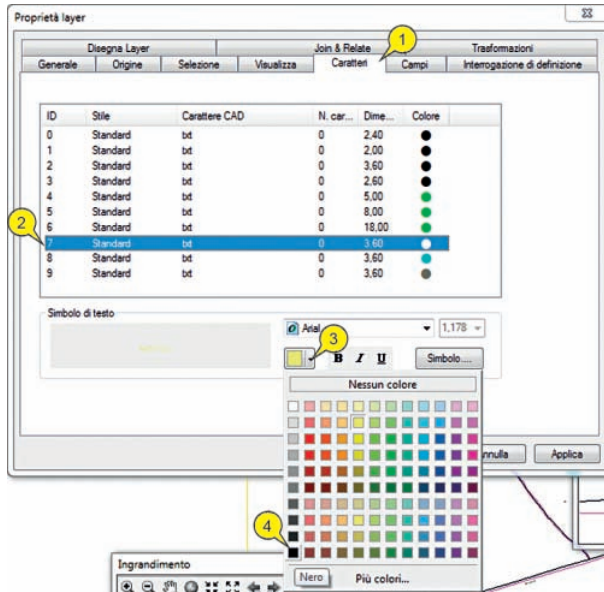 Proprietà layer
1
Disegna Layer Join & Relate Trasformazioni
Generale Origine Selezione Visualizza Caratteri Campi Interrogazione di definizione
ID Stile Carattere CAD N. car... Dime... Colore
0 Standard txt 0 2,40
1 Standard txt 0 2,00
2 Standard txt 0 3,60
3 Standard txt 0 2,60
4 Standard txt 0 5,00
5 Standard txt 0 8,00
6 Standard txt 0 18,00
2
7 Standard txt 0 3,60
8 Standard txt 0 3,60
9 Standard txt 0 3,60
Simbolo di testo
Arial 1,178
3
B I U Simbolo....
Nessun colore
nnulla Applica
4
Ingrandimento
Nero Più colori...